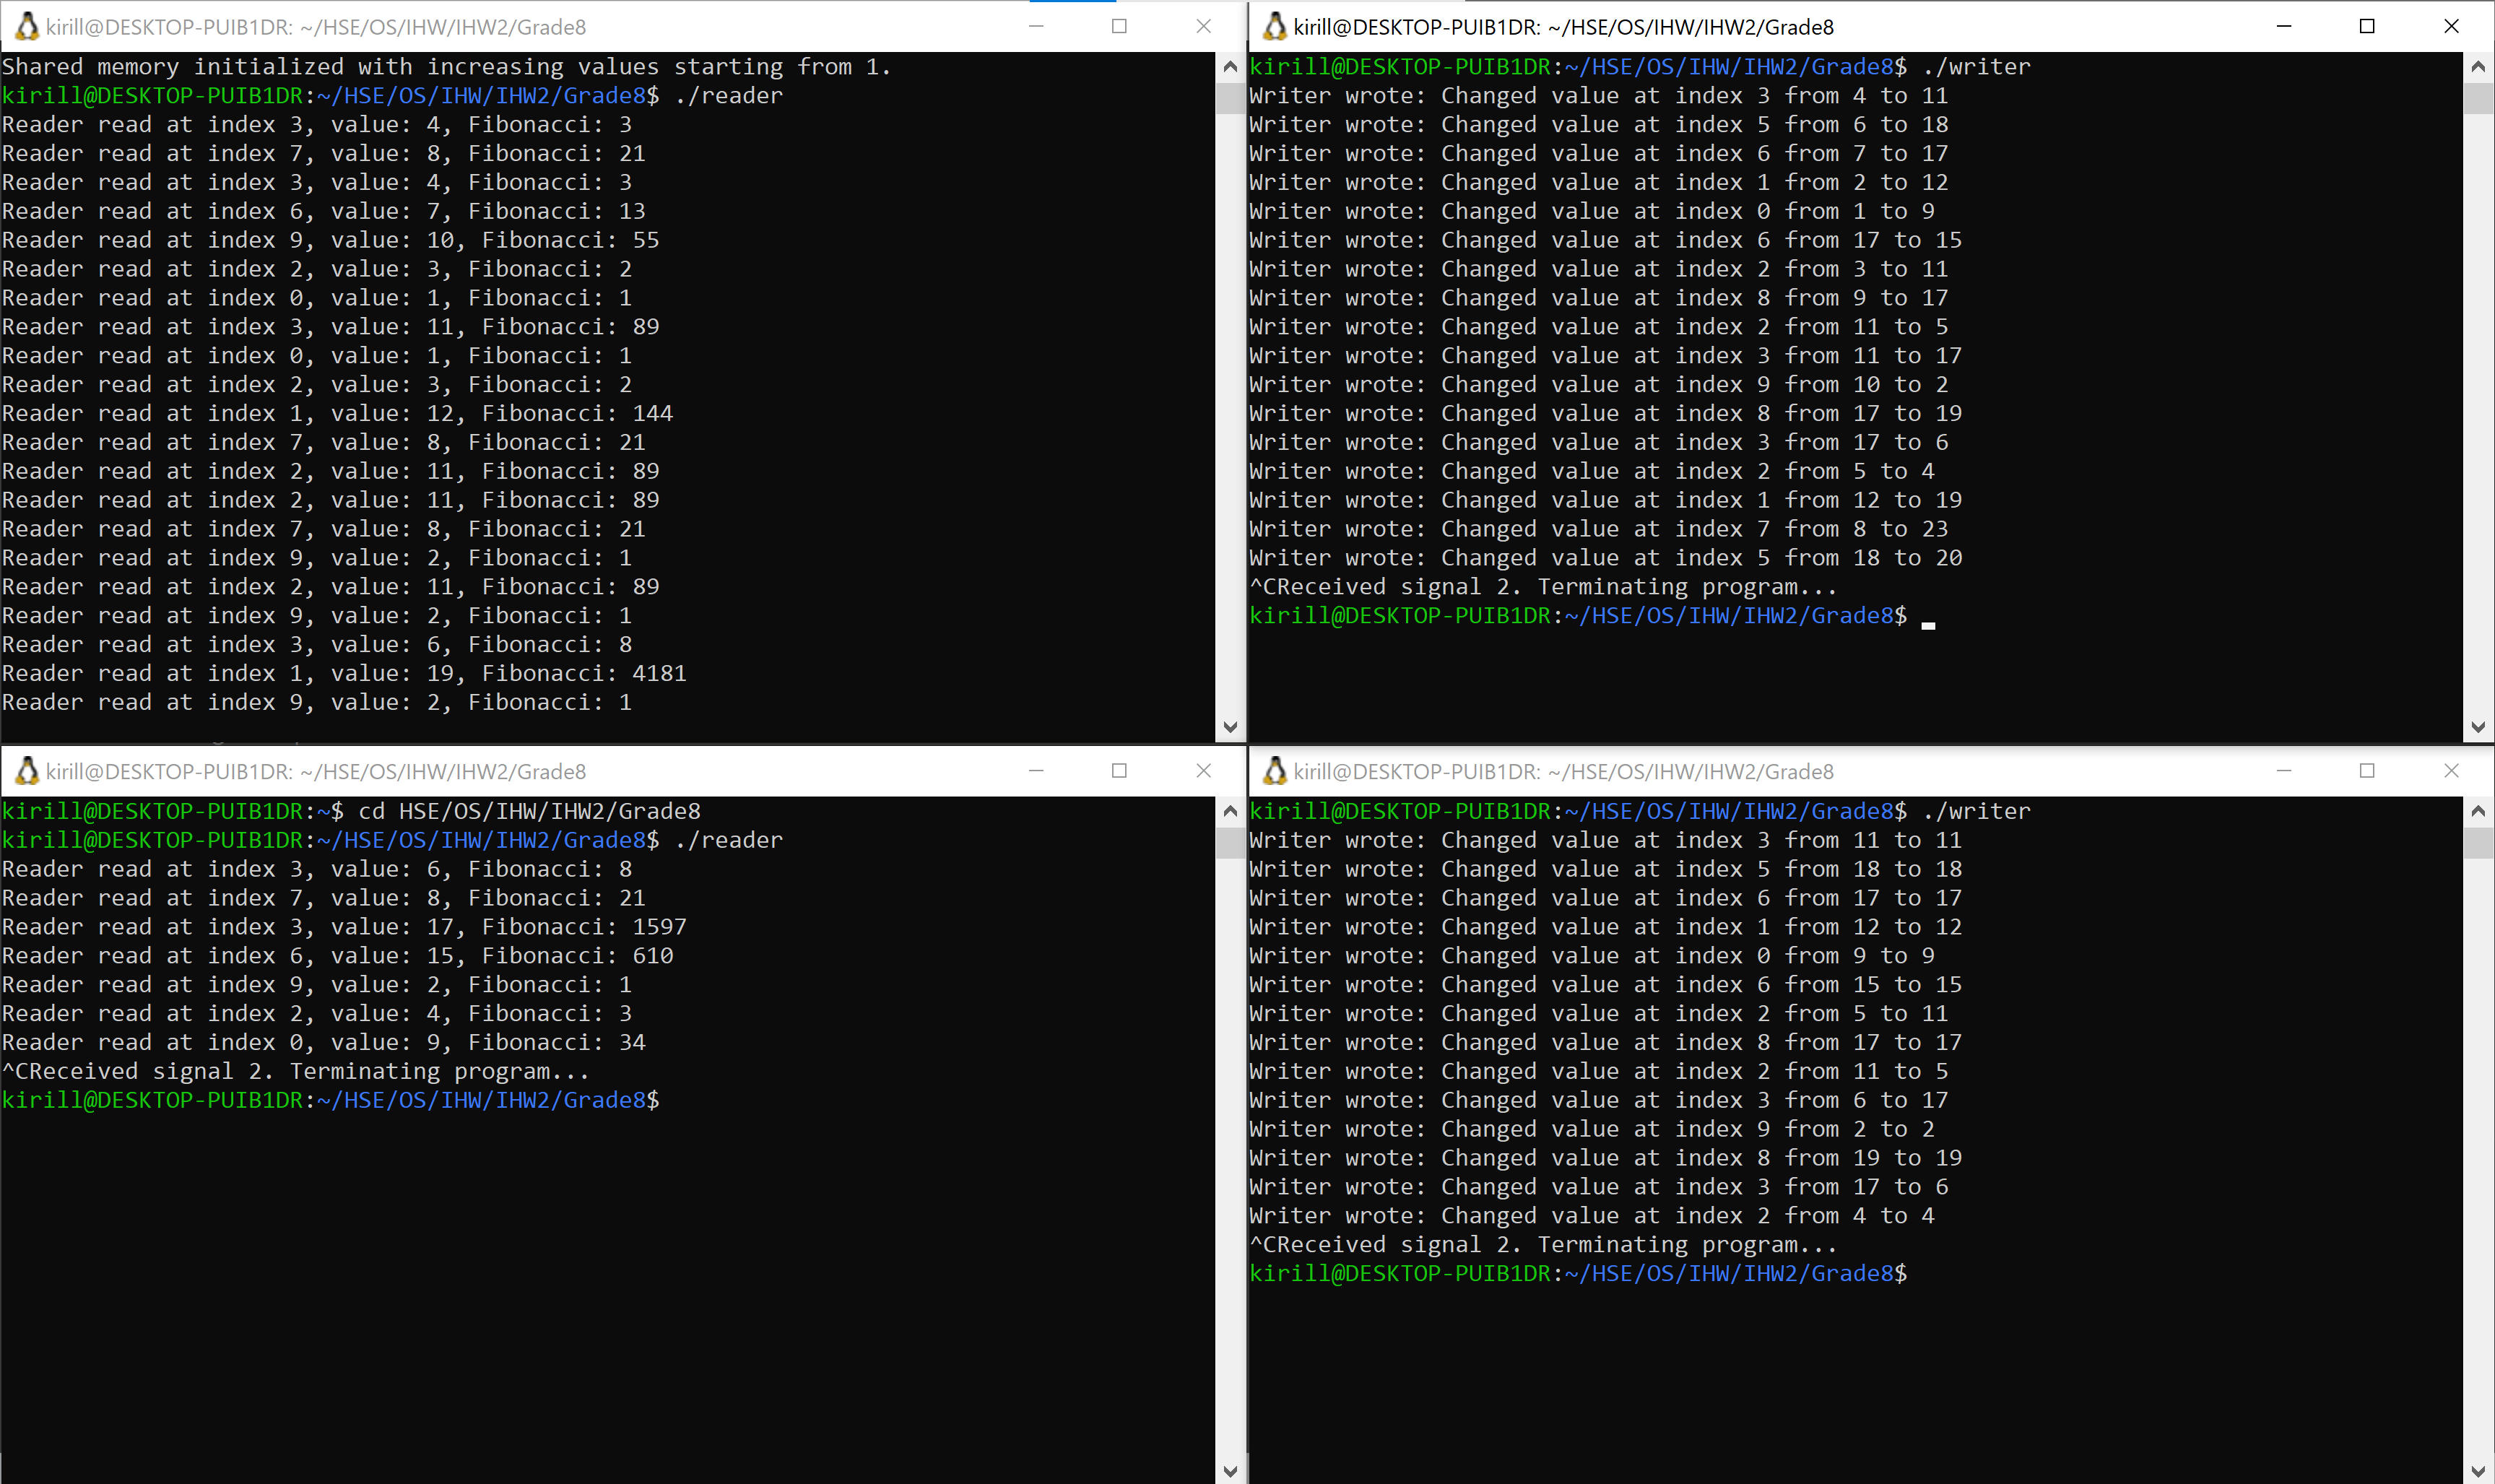 kirill@DESKTOP-PUIB1DR: ~/HSE/OS/IHW/IHW2/Grade8
Shared memory initialized with increasing values starting from 1.
kirill@DESKTOP-PUIB1DR:~/HSE/OS/IHW/IHW2/Grade8$ ./reader
Reader read at index 3, value: 4, Fibonacci: 3
Reader read at index 7, value: 8, Fibonacci: 21
Reader read at index 3, value: 4, Fibonacci: 3
Reader read at index 6, value: 7, Fibonacci: 13
Reader read at index 9, value: 10, Fibonacci: 55
Reader read at index 2, value: 3, Fibonacci: 2
Reader read at index 0, value: 1, Fibonacci: 1
Reader read at index 3, value: 11, Fibonacci: 89
Reader read at index 0, value: 1, Fibonacci: 1
Reader read at index 2, value: 3, Fibonacci: 2
Reader read at index 1, value: 12, Fibonacci: 144
Reader read at index 7, value: 8, Fibonacci: 21
Reader read at index 2, value: 11, Fibonacci: 89
Reader read at index 2, value: 11, Fibonacci: 89
Reader read at index 7, value: 8, Fibonacci: 21
Reader read at index 9, value: 2, Fibonacci: 1
Reader read at index 2, value: 11, Fibonacci: 89
Reader read at index 9, value: 2, Fibonacci: 1
Reader read at index 3, value: 6, Fibonacci: 8
Reader read at index 1, value: 19, Fibonacci: 4181
Reader read at index 9, value: 2, Fibonacci: 1
kirill@DESKTOP-PUIB1DR: ~/HSE/OS/IHW/IHW2/Grade8
kirill@DESKTOP-PUIB1DR:~/HSE/OS/IHW/IHW2/Grade8$ ./writer
Writer wrote: Changed value at index 3 from 4 to 11
Writer wrote: Changed value at index 5 from 6 to 18
Writer wrote: Changed value at index 6 from 7 to 17
Writer wrote: Changed value at index 1 from 2 to 12
Writer wrote: Changed value at index 0 from 1 to 9
Writer wrote: Changed value at index 6 from 17 to 15
Writer wrote: Changed value at index 2 from 3 to 11
Writer wrote: Changed value at index 8 from 9 to 17
Writer wrote: Changed value at index 2 from 11 to 5
Writer wrote: Changed value at index 3 from 11 to 17
Writer wrote: Changed value at index 9 from 10 to 2
Writer wrote: Changed value at index 8 from 17 to 19
Writer wrote: Changed value at index 3 from 17 to 6
Writer wrote: Changed value at index 2 from 5 to 4
Writer wrote: Changed value at index 1 from 12 to 19
Writer wrote: Changed value at index 7 from 8 to 23
Writer wrote: Changed value at index 5 from 18 to 20
^CReceived signal 2. Terminating program...
kirill@DESKTOP-PUIB1DR:~/HSE/OS/IHW/IHW2/Grade8$
kirill@DESKTOP-PUIB1DR: ~/HSE/OS/IHW/IHW2/Grade8
kirill@DESKTOP-PUIB1DR:~$ cd HSE/OS/IHW/IHW2/Grade8
kirill@DESKTOP-PUIB1DR:~/HSE/OS/IHW/IHW2/Grade8$ ./reader
Reader read at index 3, value: 6, Fibonacci: 8
Reader read at index 7, value: 8, Fibonacci: 21
Reader read at index 3, value: 17, Fibonacci: 1597
Reader read at index 6, value: 15, Fibonacci: 610
Reader read at index 9, value: 2, Fibonacci: 1
Reader read at index 2, value: 4, Fibonacci: 3
Reader read at index 0, value: 9, Fibonacci: 34
^CReceived signal 2. Terminating program...
kirill@DESKTOP-PUIB1DR:~/HSE/OS/IHW/IHW2/Grade8$
kirill@DESKTOP-PUIB1DR: ~/HSE/OS/IHW/IHW2/Grade8
kirill@DESKTOP-PUIB1DR:~/HSE/OS/IHW/IHW2/Grade8$ ./writer
Writer wrote: Changed value at index 3 from 11 to 11
Writer wrote: Changed value at index 5 from 18 to 18
Writer wrote: Changed value at index 6 from 17 to 17
Writer wrote: Changed value at index 1 from 12 to 12
Writer wrote: Changed value at index 0 from 9 to 9
Writer wrote: Changed value at index 6 from 15 to 15
Writer wrote: Changed value at index 2 from 5 to 11
Writer wrote: Changed value at index 8 from 17 to 17
Writer wrote: Changed value at index 2 from 11 to 5
Writer wrote: Changed value at index 3 from 6 to 17
Writer wrote: Changed value at index 9 from 2 to 2
Writer wrote: Changed value at index 8 from 19 to 19
Writer wrote: Changed value at index 3 from 17 to 6
Writer wrote: Changed value at index 2 from 4 to 4
^CReceived signal 2. Terminating program...
kirill@DESKTOP-PUIB1DR:~/HSE/OS/IHW/IHW2/Grade8$